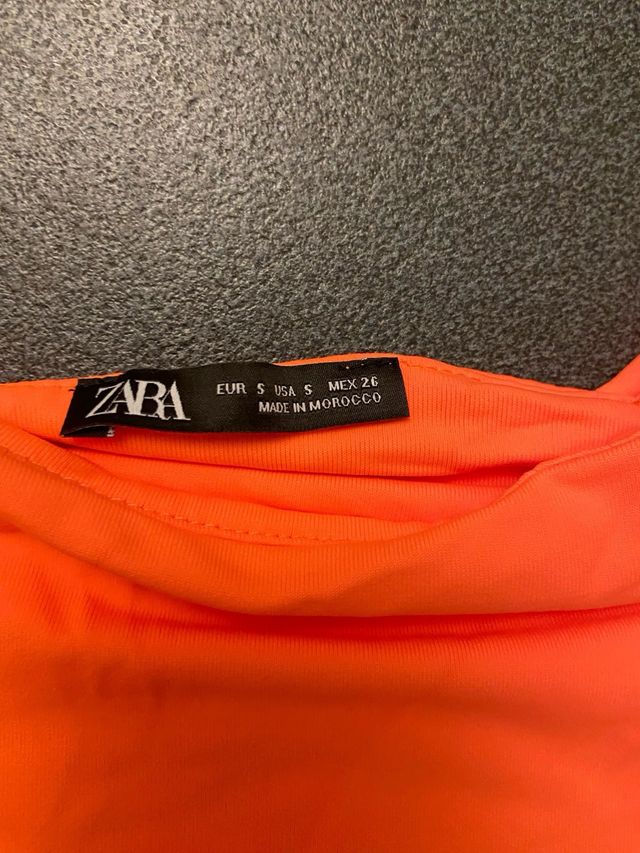 ZARA
EUR S USA S MEX 26
MADE IN MOROCCO